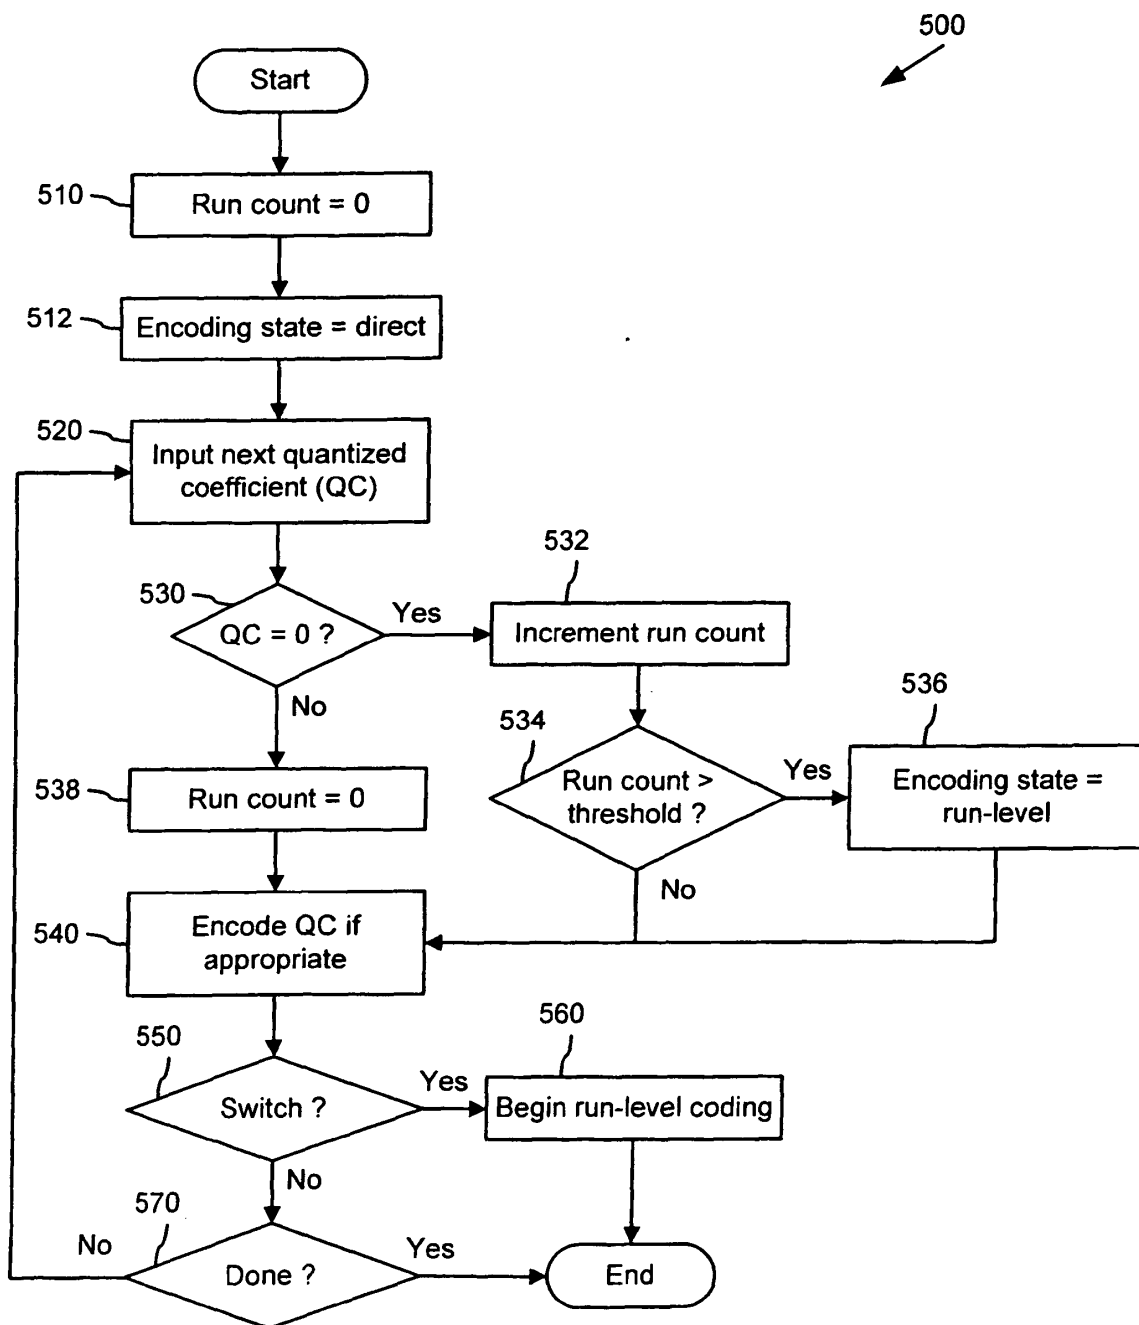 500
Start
510
Run count = 0
512
Encoding state = direct
520
Input next quantized
coefficient (QC)
530
QC = 0 ?
Yes
No
532
Increment run count
534
Run count >
threshold ?
Yes
No
536
Encoding state =
run-level
538
Run count = 0
540
Encode QC if
appropriate
550
Switch ?
Yes
No
560
Begin run-level coding
570
Done ?
No
Yes
End